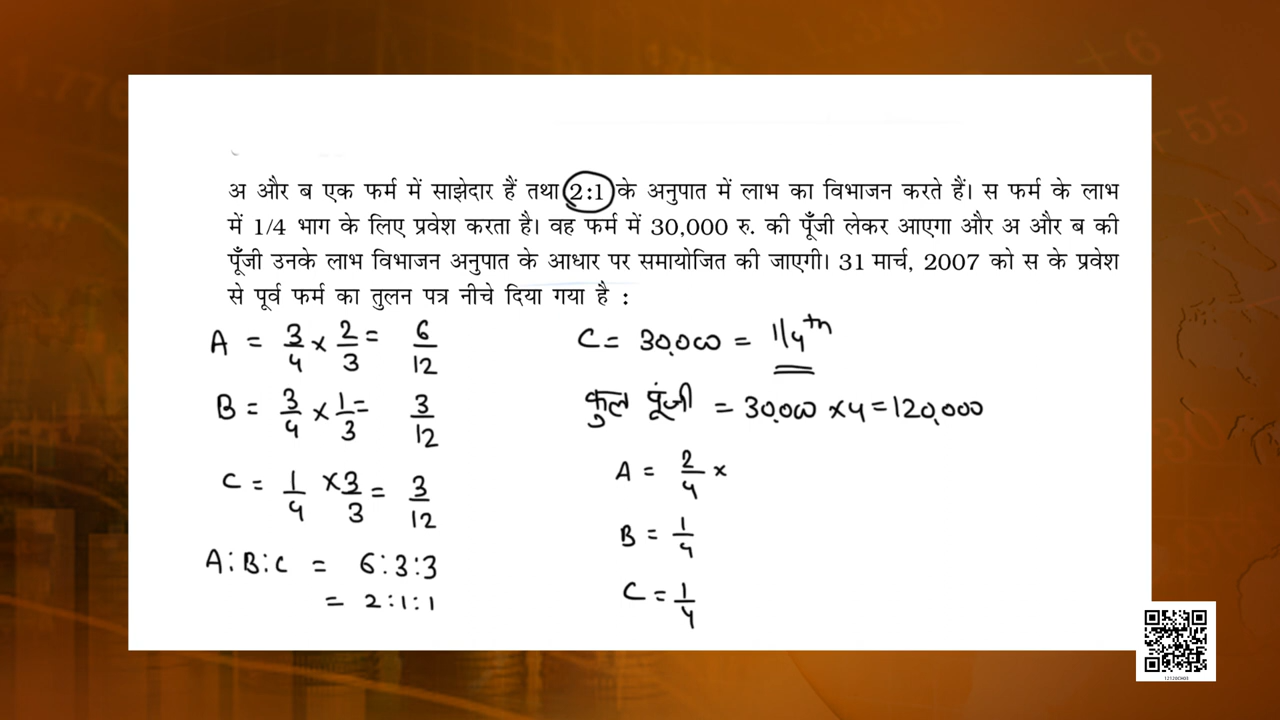 अ और ब एक फर्म में साझेदार हैं तथा 2:1 के अनुपात में लाभ का विभाजन करते हैं। स फर्म के लाभ
में 1/4 भाग के लिए प्रवेश करता है। वह फर्म में 30,000 रु. की पूँजी लेकर आएगा और अ और ब की
पूँजी उनके लाभ विभाजन अनुपात के आधार पर समायोजित की जाएगी। 31 मार्च, 2007 को स के प्रवेश
से पूर्व फर्म का तुलन पत्र नीचे दिया गया है :
A = 3/4 × 2/3 = 6/12
B = 3/4 × 1/3 = 3/12
C = 1/4 × 3/3 = 3/12
A:B:C = 6:3:3
= 2:1:1
C = 30,000 = 1/4th
कुल पूंजी = 30,000 × 4 = 120,000
A = 2/4 ×
B = 1/4
C = 1/4
12120CH03